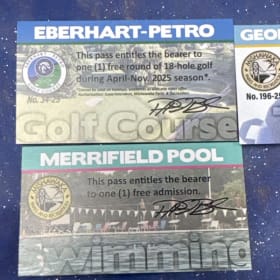 EBERHART-PETRO
This pass entitles the bearer
to one (1) free round of 18-hole golf
during April-Nov. 2025 season*.
No. 34-25
Golf Course
GEO
No. 196-25
MERRIFIELD POOL
This pass entitles the bearer
to one (1) free admission.
Swimming